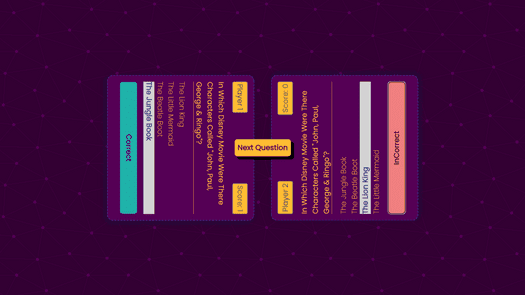 Player 1
Score: 1
In Which Disney Movie Were There
Characters Called "John, Paul,
George & Ringo"?
The Lion King
The Little Mermaid
The Beatle Boot
The Jungle Book
Correct
Next Question
Player 2
Score: 0
In Which Disney Movie Were There
Characters Called "John, Paul,
George & Ringo"?
The Jungle Book
The Beatle Boot
The Lion King
The Little Mermaid
InCorrect